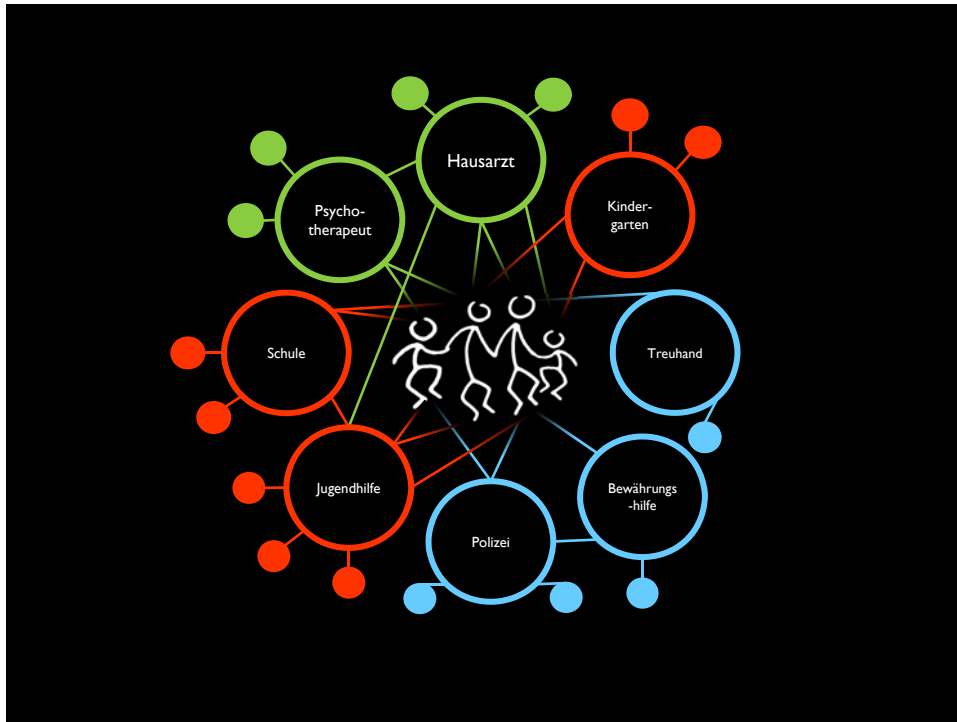 Hausarzt
Kinder-
garten
Psycho-
therapeut
Schule
Treuhand
Jugendhilfe
Bewährungs
-hilfe
Polizei